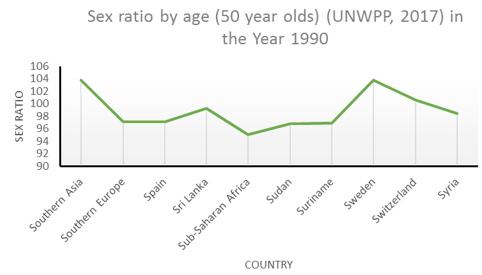 Sex ratio by age (50 year olds) (UNWPP, 2017) in
the Year 1990
106
104
102
100
98
96
94
92
90
SEX RATIO
Southern Asia
Southern Europe
Spain
Sri Lanka
Sub-Saharan Africa
Sudan
Suriname
Sweden
Switzerland
Syria
COUNTRY